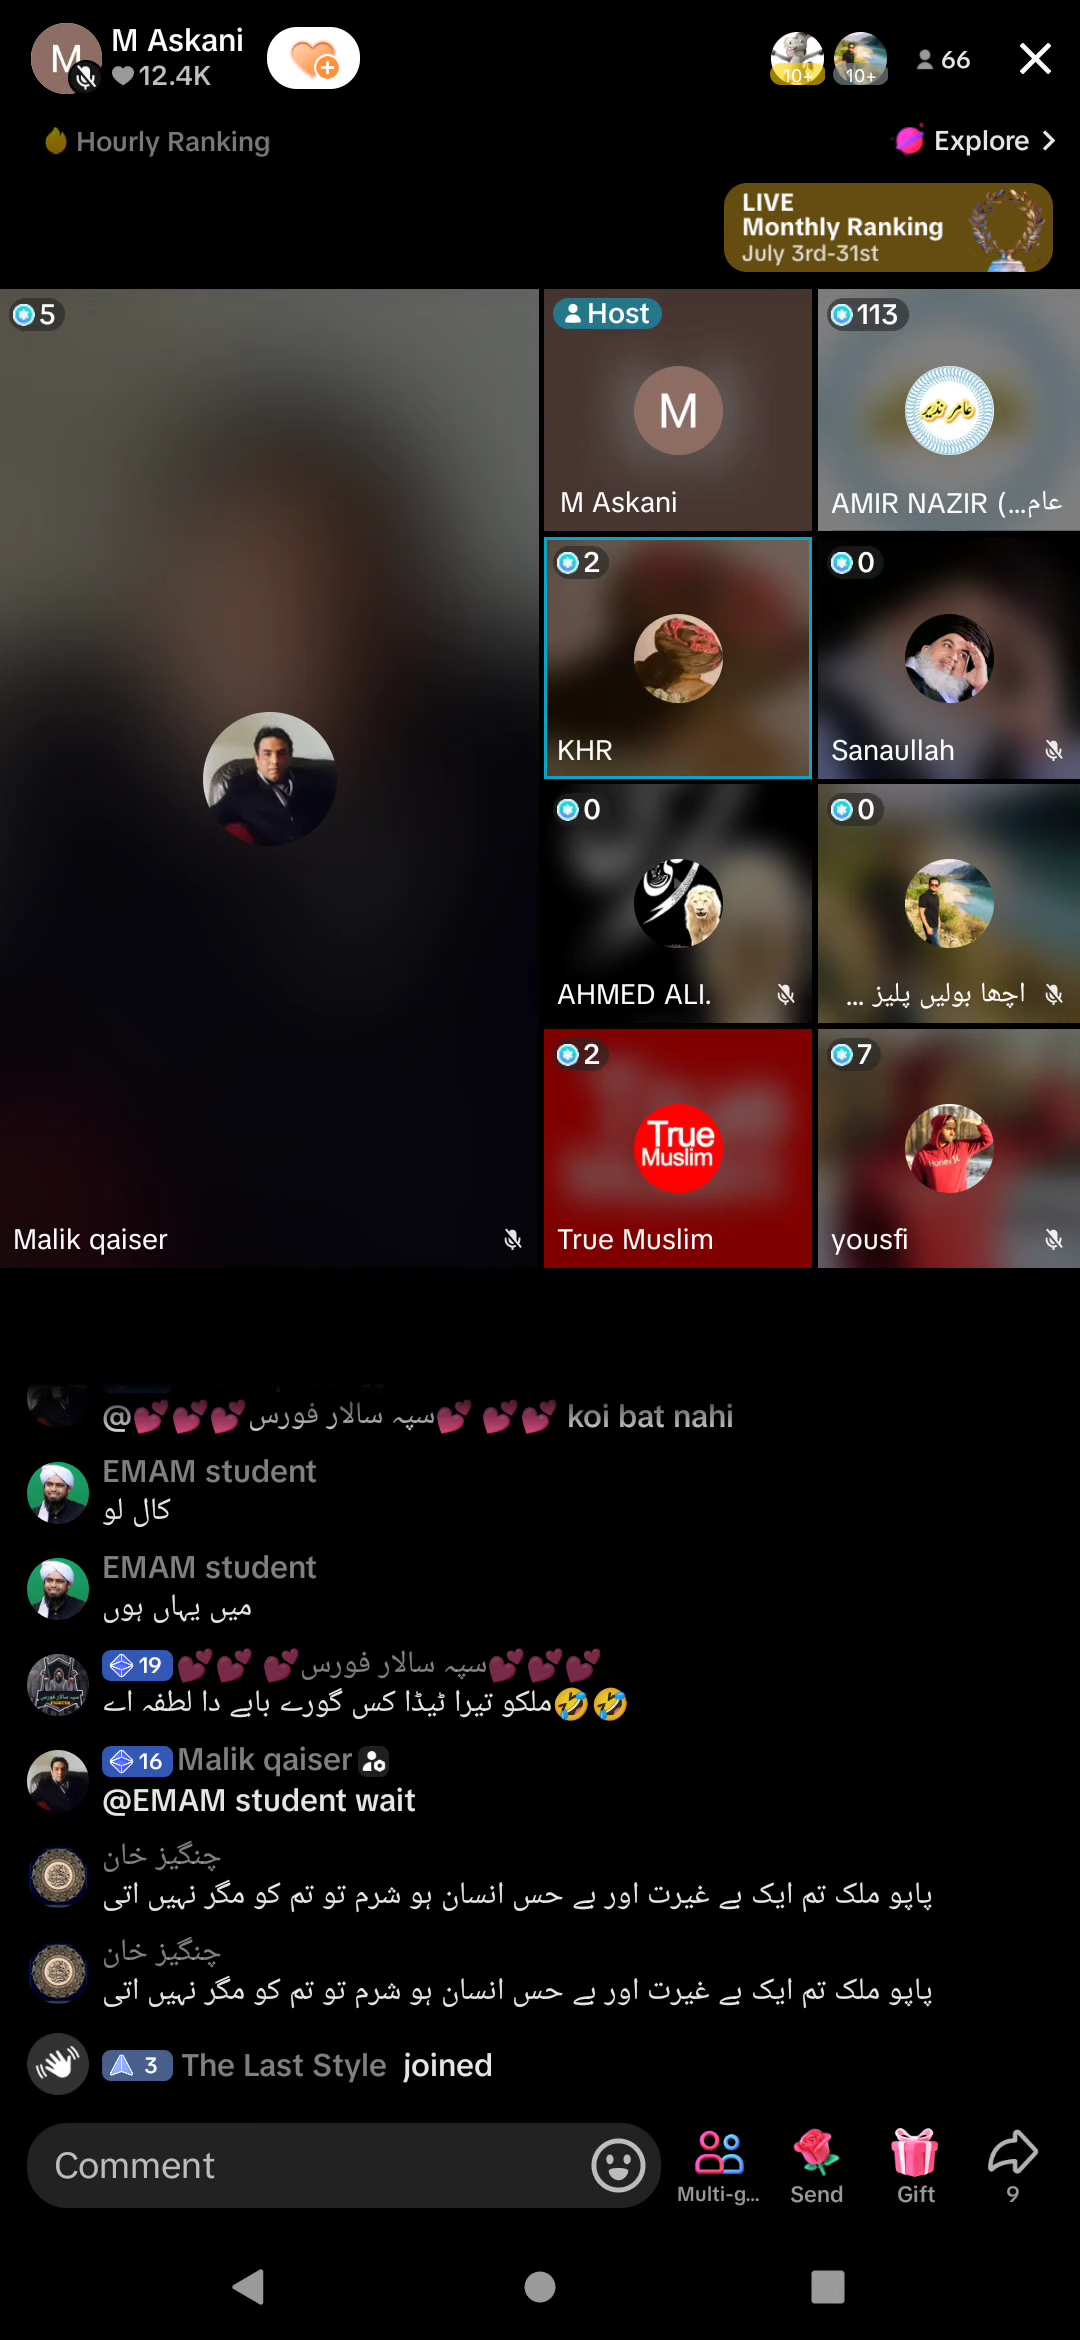 M Askani
12.4K
10+
10+
66
Hourly Ranking
Explore
LIVE
Monthly Ranking
July 3rd-31st
5
Host
M
M Askani
113
عامر نذیر
AMIR NAZIR (...عام
2
KHR
0
Sanaullah
0
AHMED ALI.
0
اچھا بولیں پلیز ...
Malik qaiser
2
True
Muslim
True Muslim
7
yousfi
@💕💕💕سپہ سالار فورس💕 💕💕 koi bat nahi
EMAM student
کال لو
EMAM student
میں یہاں ہوں
19 💕💕 💕سپہ سالار فورس💕💕💕
ملکو تیرا ٹیڈا کس گورے بابے دا لطفہ اے🤣🤣
16 Malik qaiser
@EMAM student wait
چنگیز خان
پاپو ملک تم ایک بے غیرت اور بے حس انسان ہو شرم تو تم کو مگر نہیں اتی
چنگیز خان
پاپو ملک تم ایک بے غیرت اور بے حس انسان ہو شرم تو تم کو مگر نہیں اتی
3 The Last Style joined
Comment
Multi-g...
Send
Gift
9